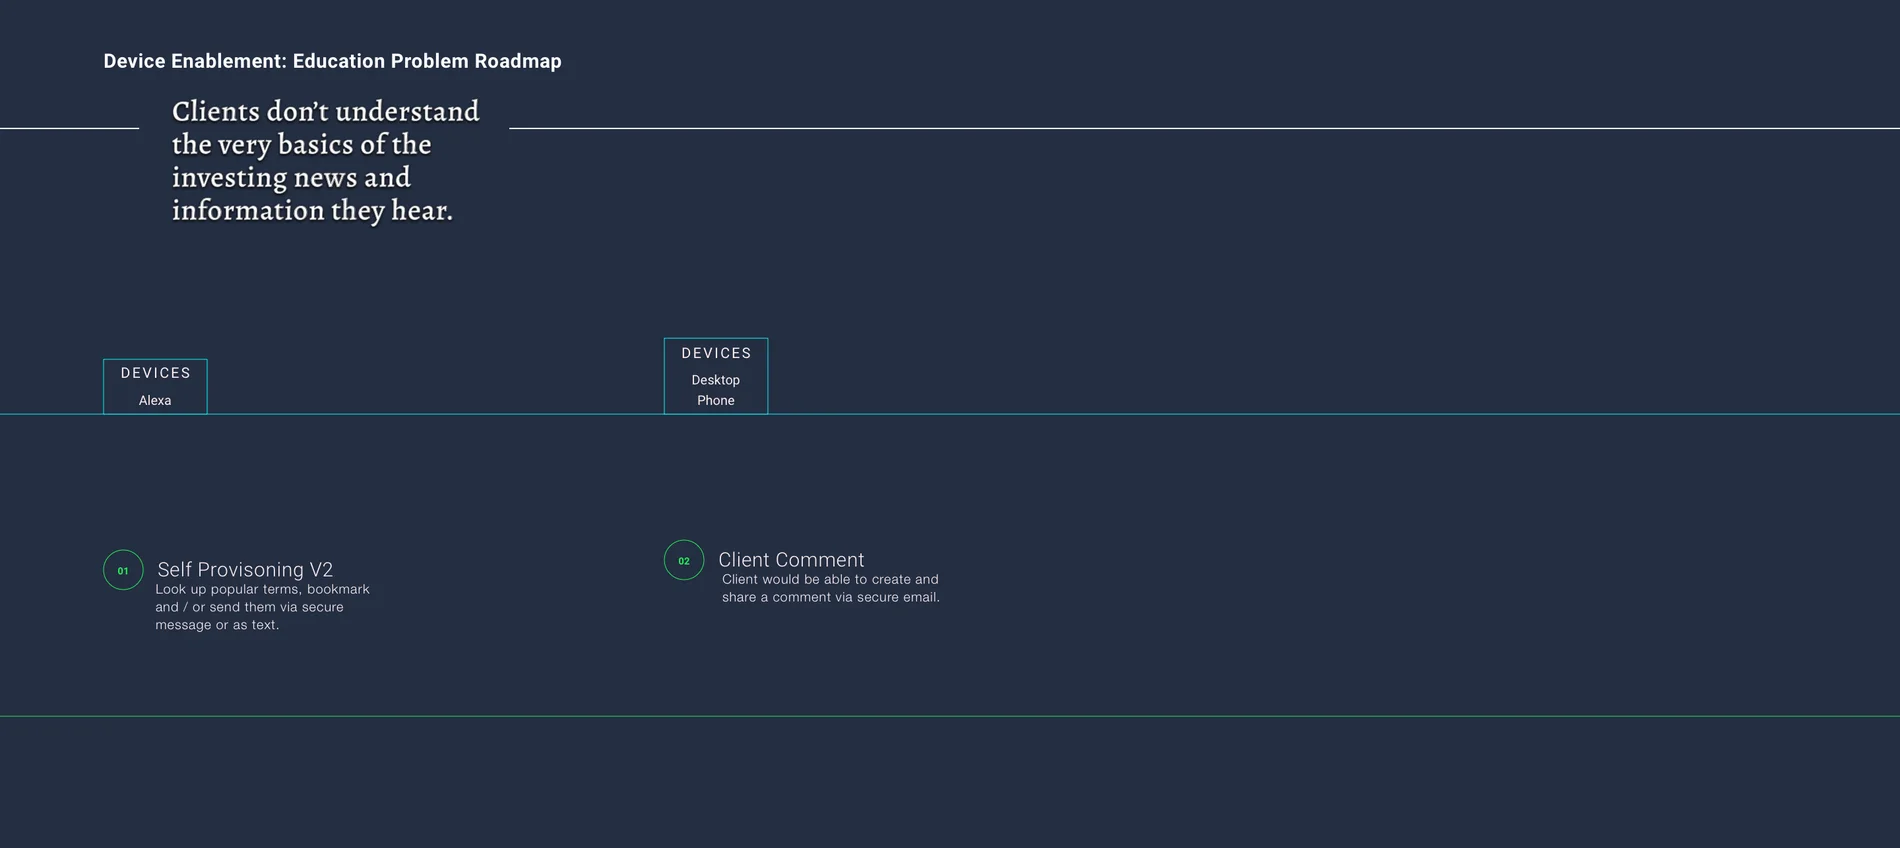 Device Enablement: Education Problem Roadmap
Clients don’t understand
the very basics of the
investing news and
information they hear.
DEVICES
Alexa
DEVICES
Desktop
Phone
01
Self Provisoning V2
Look up popular terms, bookmark
and / or send them via secure
message or as text.
02
Client Comment
Client would be able to create and
share a comment via secure email.